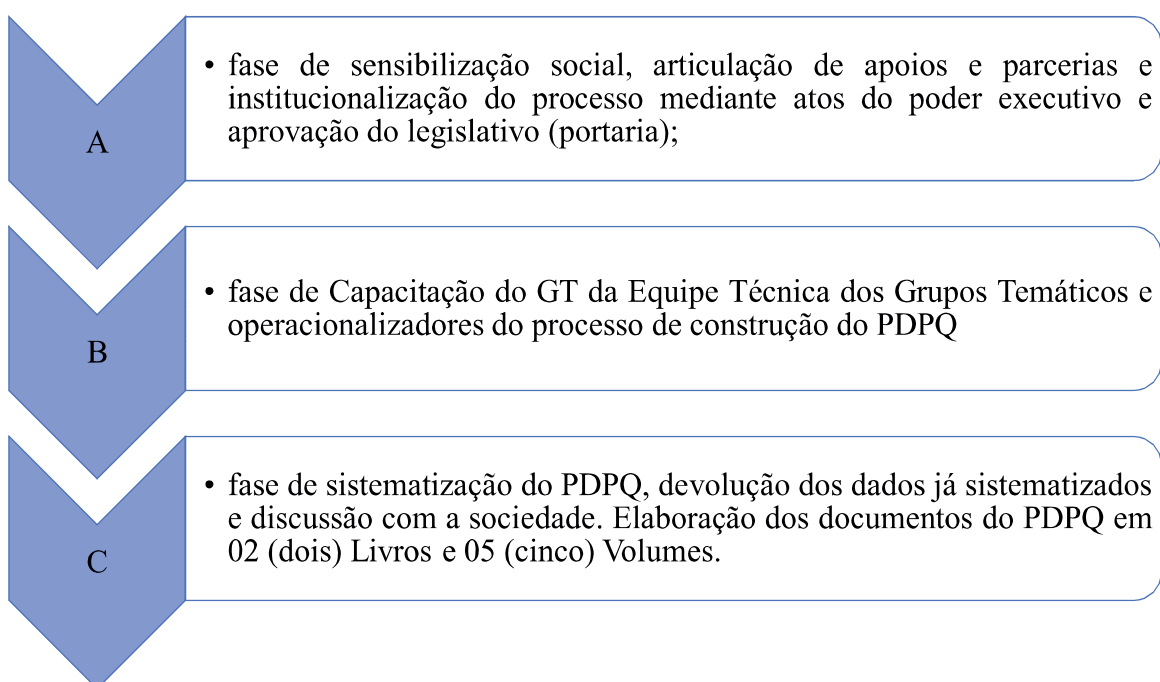 A
• fase de sensibilização social, articulação de apoios e parcerias e
institucionalização do processo mediante atos do poder executivo e
aprovação do legislativo (portaria);
B
• fase de Capacitação do GT da Equipe Técnica dos Grupos Temáticos e
operacionalizadores do processo de construção do PDPQ
C
• fase de sistematização do PDPQ, devolução dos dados já sistematizados
e discussão com a sociedade. Elaboração dos documentos do PDPQ em
02 (dois) Livros e 05 (cinco) Volumes.